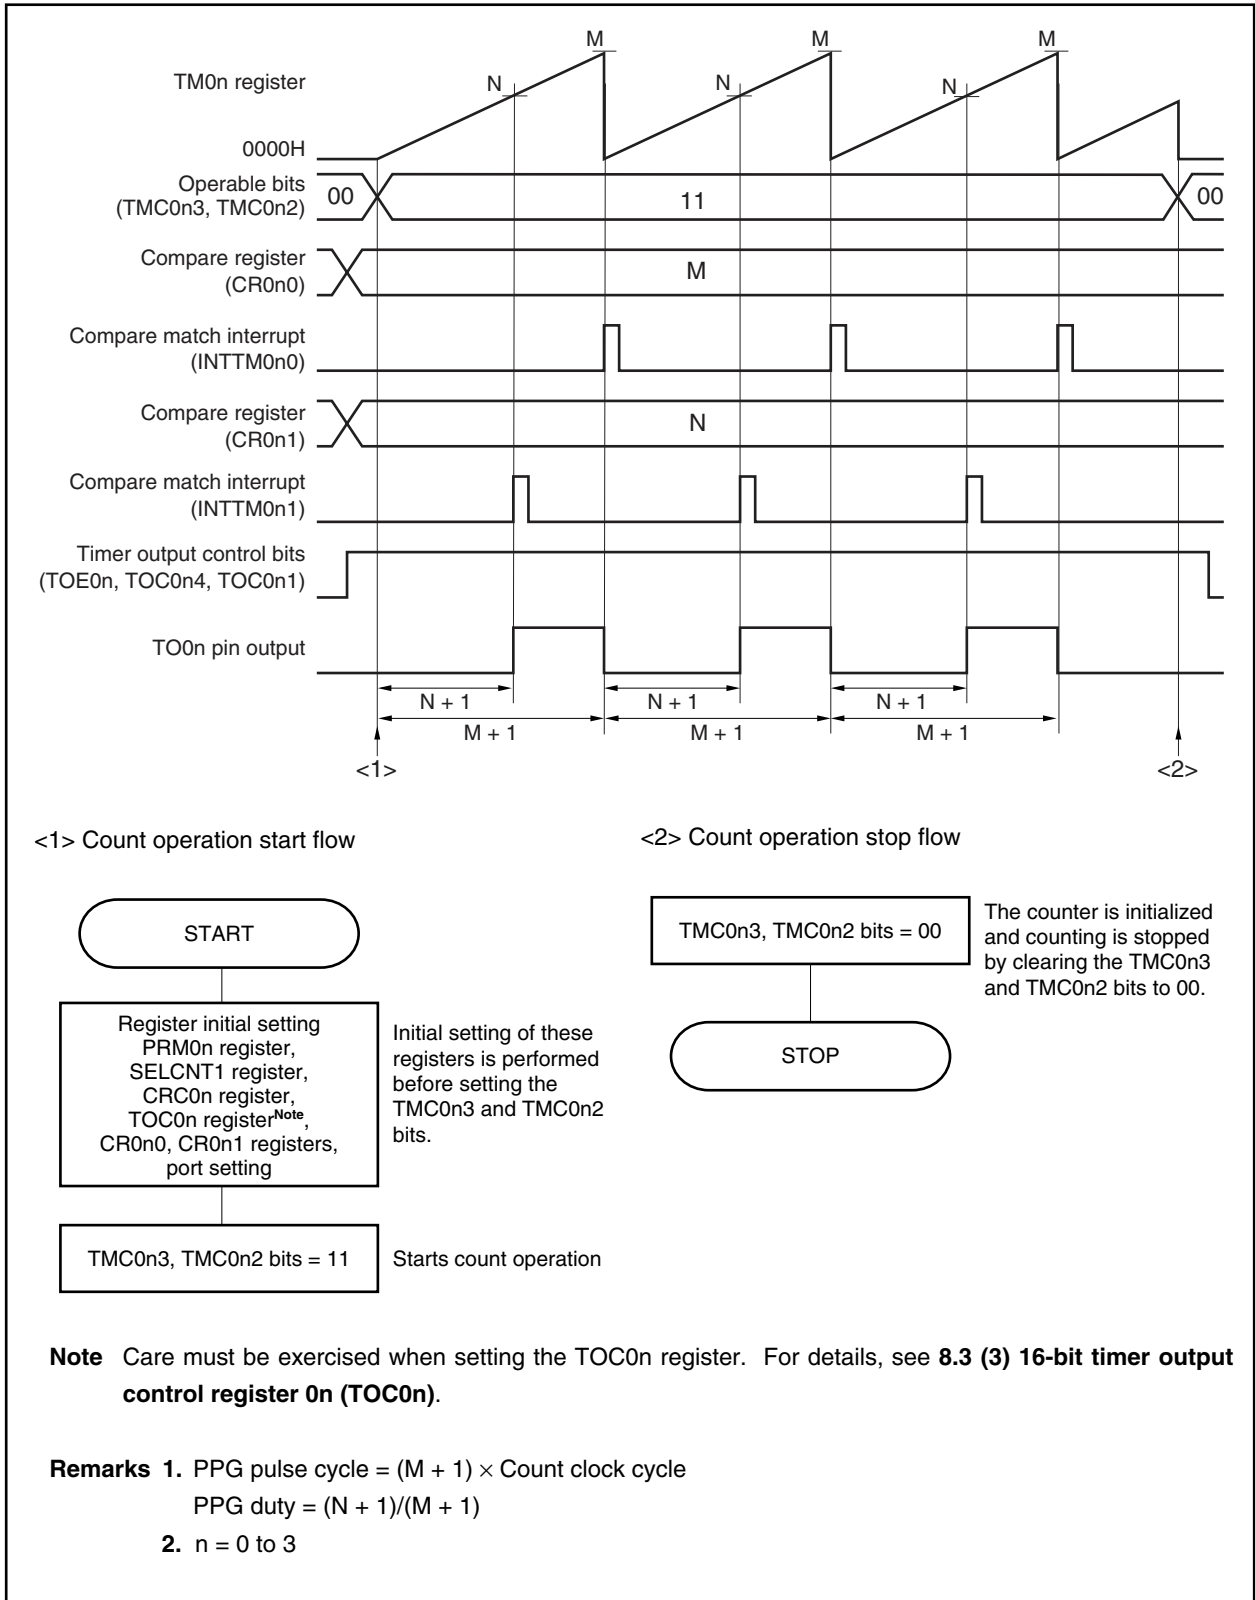 M M M
TM0n register
N N N
0000H
Operable bits
(TMC0n3, TMC0n2)
00 11 00
Compare register
(CR0n0)
M
Compare match interrupt
(INTTM0n0)
Compare register
(CR0n1)
N
Compare match interrupt
(INTTM0n1)
Timer output control bits
(TOE0n, TOC0n4, TOC0n1)
TO0n pin output
N + 1 N + 1 N + 1
M + 1 M + 1 M + 1
<1> <2>
<1> Count operation start flow
START
Register initial setting
PRM0n register,
SELCNT1 register,
CRC0n register,
TOC0n registerNote,
CR0n0, CR0n1 registers,
port setting
Initial setting of these
registers is performed
before setting the
TMC0n3 and TMC0n2
bits.
TMC0n3, TMC0n2 bits = 11
Starts count operation
<2> Count operation stop flow
TMC0n3, TMC0n2 bits = 00
The counter is initialized
and counting is stopped
by clearing the TMC0n3
and TMC0n2 bits to 00.
STOP
Note Care must be exercised when setting the TOC0n register. For details, see 8.3 (3) 16-bit timer output
control register 0n (TOC0n).
Remarks 1. PPG pulse cycle = (M + 1) × Count clock cycle
PPG duty = (N + 1)/(M + 1)
2. n = 0 to 3